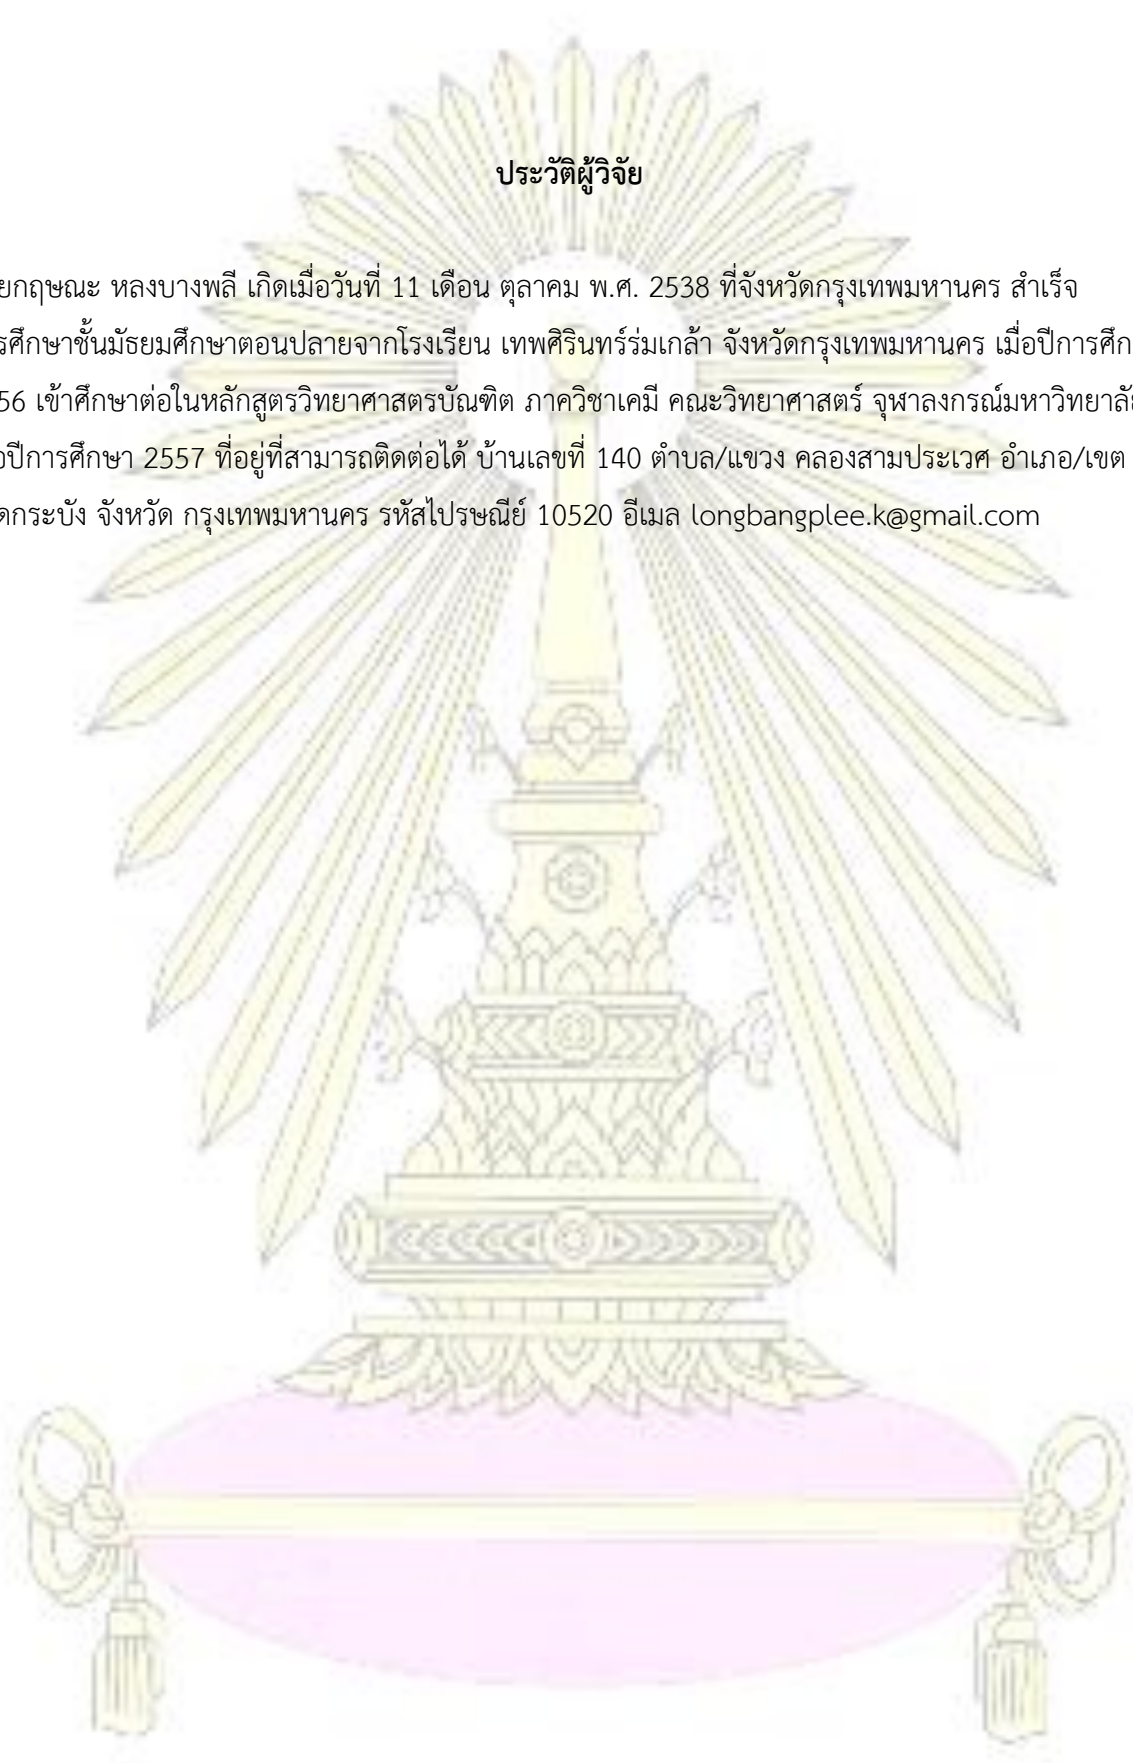 ประวัติผู้วิจัย
ยกฤษณะ หลงบางพลี เกิดเมื่อวันที่ 11 เดือน ตุลาคม พ.ศ. 2538 ที่จังหวัดกรุงเทพมหานคร สำเร็จ
รศึกษาชั้นมัธยมศึกษาตอนปลายจากโรงเรียน เทพศิรินทร์ร่มเกล้า จังหวัดกรุงเทพมหานคร เมื่อปีการศึก
56 เข้าศึกษาต่อในหลักสูตรวิทยาศาสตรบัณฑิต ภาควิชาเคมี คณะวิทยาศาสตร์ จุฬาลงกรณ์มหาวิทยาลัย
อปีการศึกษา 2557 ที่อยู่ที่สามารถติดต่อได้ บ้านเลขที่ 140 ตำบล/แขวง คลองสามประเวศ อำเภอ/เขต
ดกระบัง จังหวัด กรุงเทพมหานคร รหัสไปรษณีย์ 10520 อีเมล longbangplee.k@gmail.com